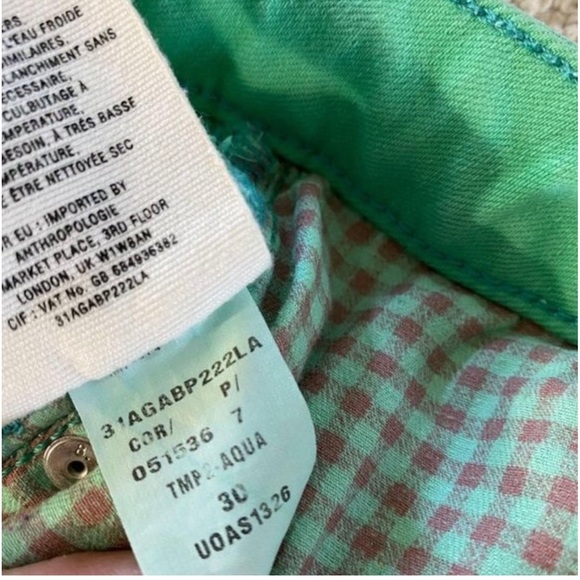 L'EAU FROIDE
SIMILAIRES.
BLANCHIMENT SANS
NÉCESSAIRE,
CULBUTAGE À
TEMPÉRATURE.
BESOIN, À TRÈS BASSE
TEMPÉRATURE.
ÊTRE NETTOYÉE SEC
EU : IMPORTED BY
ANTHROPOLOGIE
MARKET PLACE, 3RD FLOOR
LONDON, UK W1W8AN
CIF : VAT No. GB 684936382
31AGABP222LA
31AGABP222LA
COR/ P/
051536 7
TMP2-AQUA
30
UOAS1326